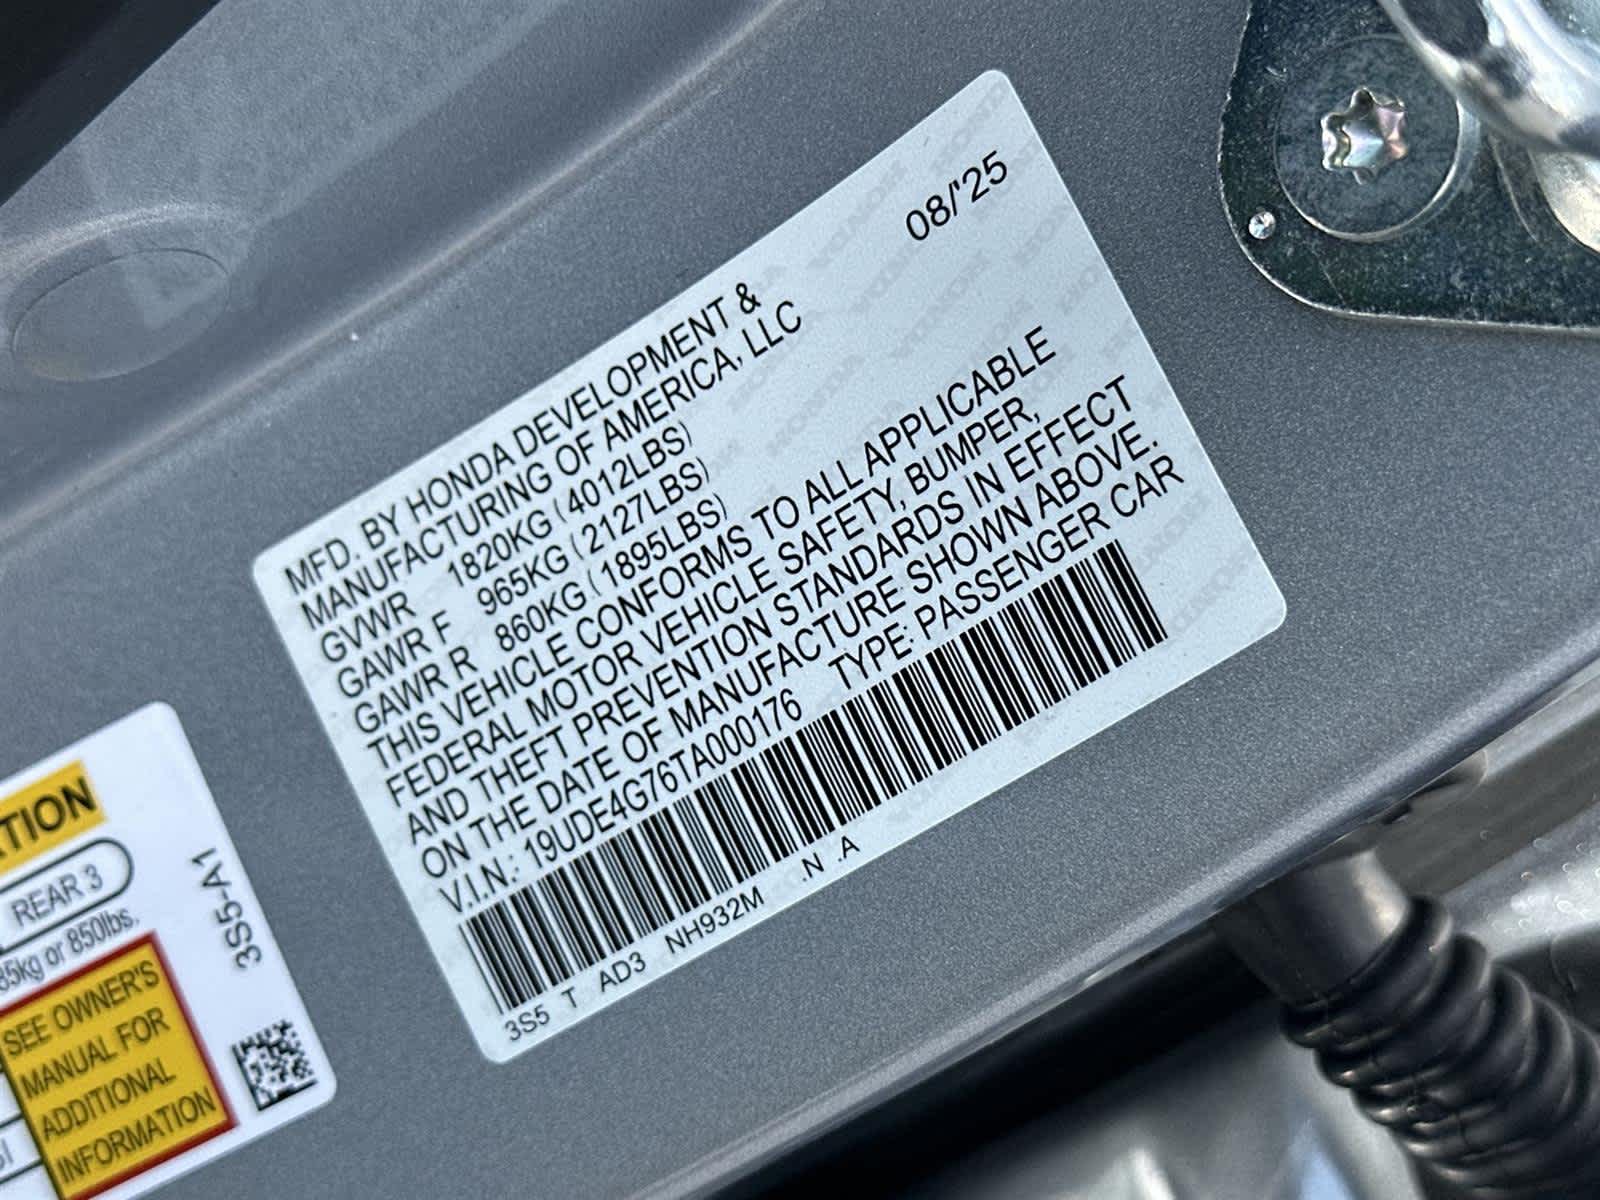 08/'25
MFD. BY HONDA DEVELOPMENT &
MANUFACTURING OF AMERICA, LLC
GVWR 1820KG (4012LBS)
GAWR F 965KG (2127LBS)
GAWR R 860KG (1895LBS)
THIS VEHICLE CONFORMS TO ALL APPLICABLE
FEDERAL MOTOR VEHICLE SAFETY, BUMPER,
AND THEFT PREVENTION STANDARDS IN EFFECT
ON THE DATE OF MANUFACTURE SHOWN ABOVE.
V.I.N.: 19UDE4G76TA000176 TYPE: PASSENGER CAR
3S5 T AD3 NH932M .N .A
REAR 3
or 850lbs.
SEE OWNER'S
MANUAL FOR
ADDITIONAL
INFORMATION
3S5-A1